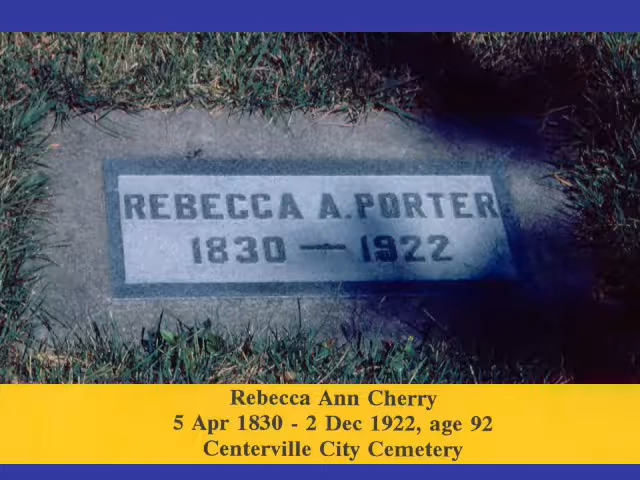 REBECCA A. PORTER
1830 — 1922
Rebecca Ann Cherry
5 Apr 1830 - 2 Dec 1922, age 92
Centerville City Cemetery